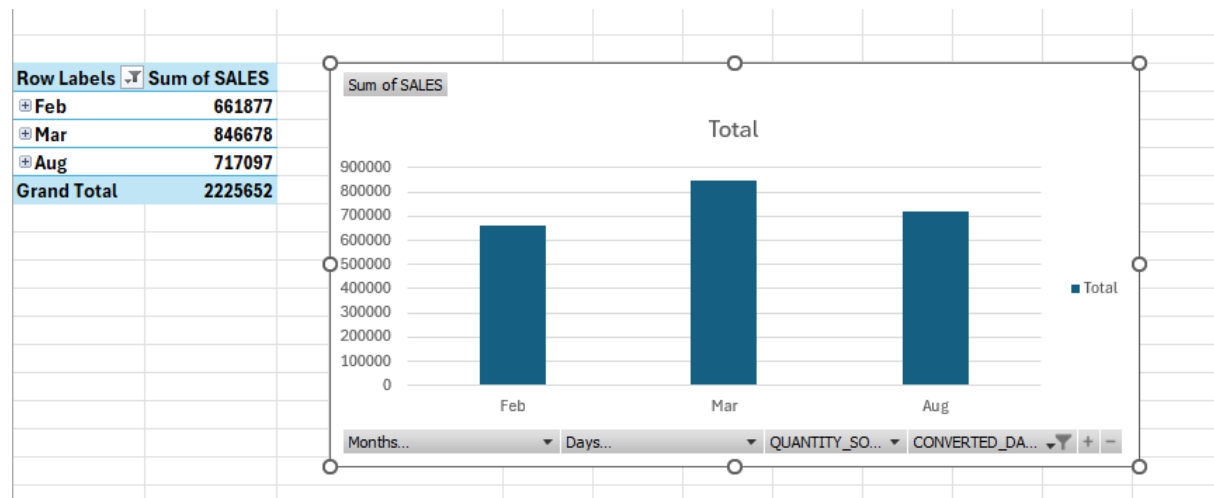 Row Labels Sum of SALES
Feb 661877
Mar 846678
Aug 717097
Grand Total 2225652
Sum of SALES
Total
900000
800000
700000
600000
500000
400000
300000
200000
100000
0
Feb Mar Aug
Total
Months... Days... QUANTITY_SO... CONVERTED_DA... + −